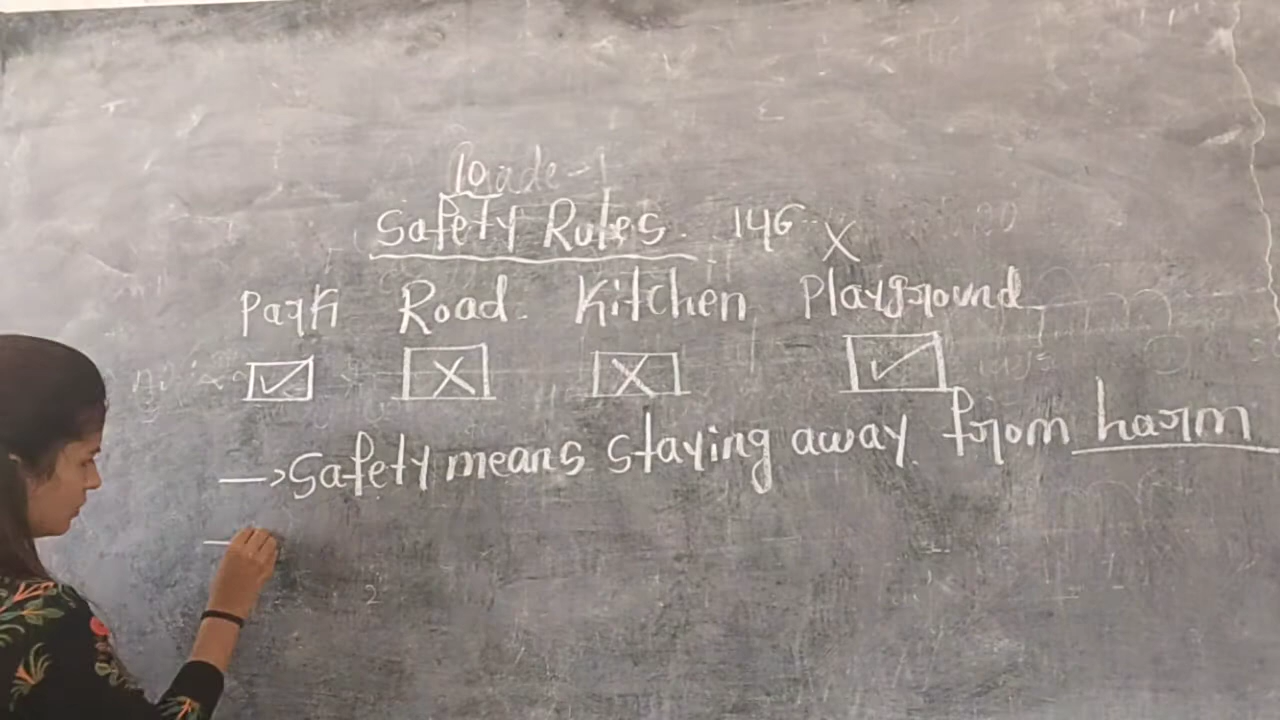 Grade-1
Safety Rules. 146 X
Park Road. Kitchen Playground
→ Safety means staying away from harm